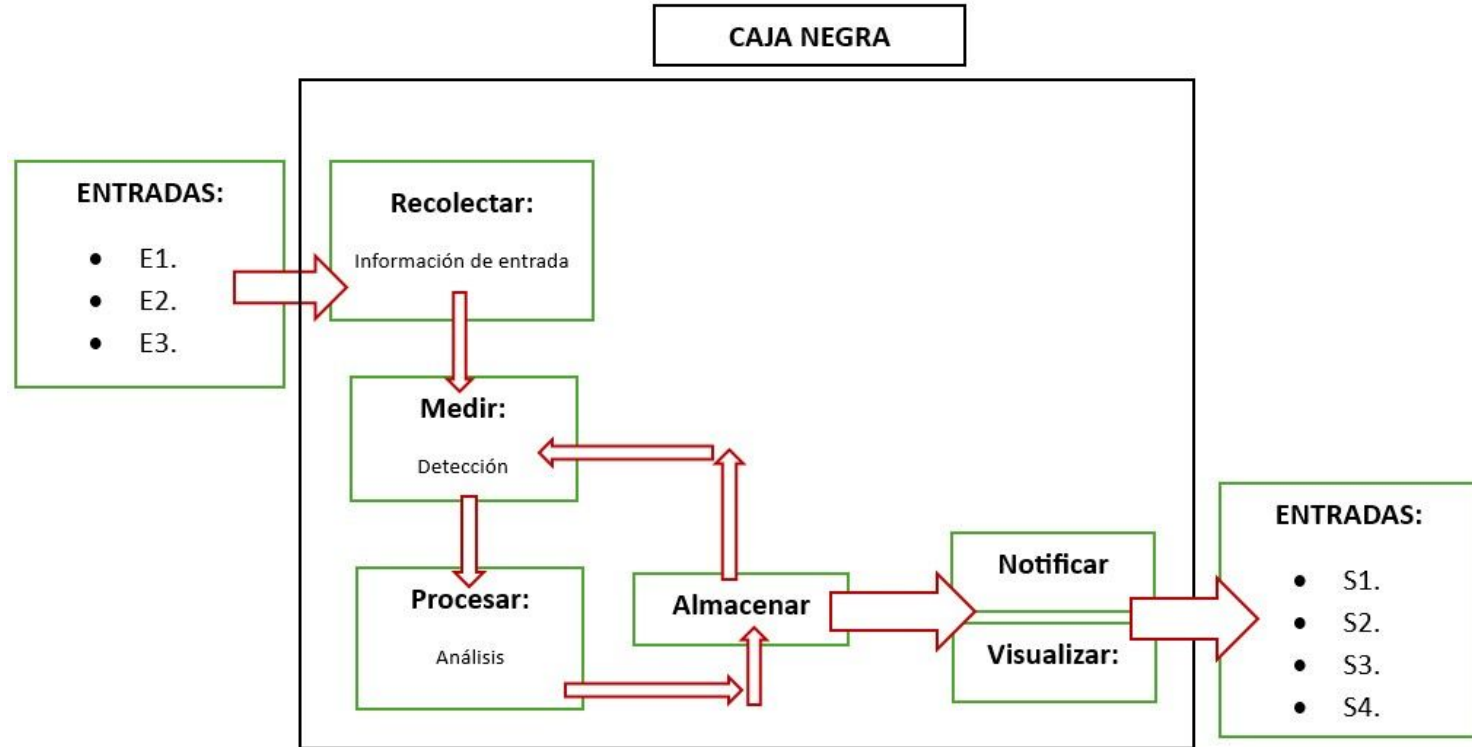 CAJA NEGRA
ENTRADAS:
• E1.
• E2.
• E3.
Recolectar:
Información de entrada
Medir:
Detección
Procesar:
Análisis
Almacenar
Notificar
Visualizar:
ENTRADAS:
• S1.
• S2.
• S3.
• S4.